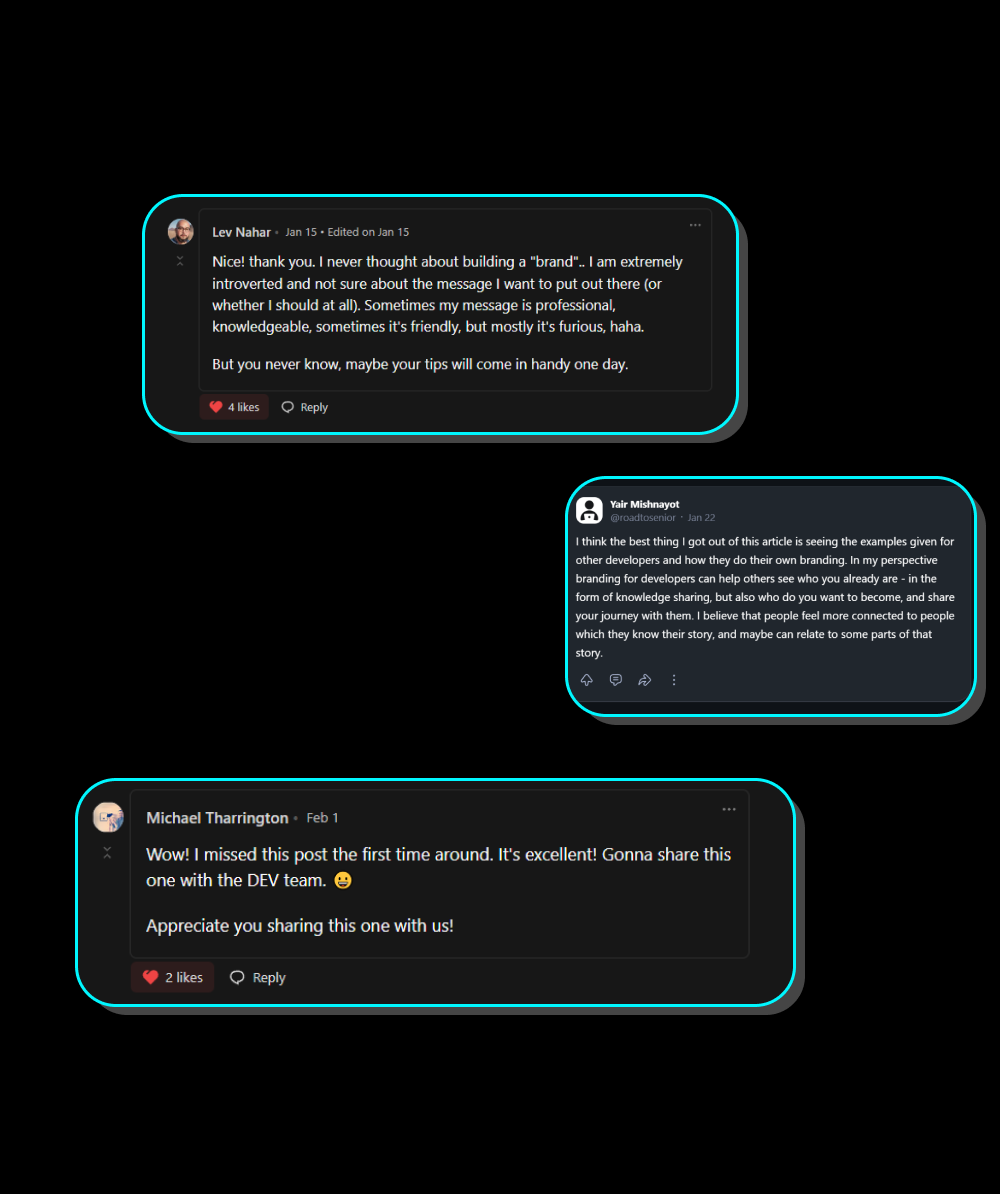 Lev Nahar • Jan 15 • Edited on Jan 15
Nice! thank you. I never thought about building a "brand".. I am extremely
introverted and not sure about the message I want to put out there (or
whether I should at all). Sometimes my message is professional,
knowledgeable, sometimes it's friendly, but mostly it's furious, haha.
But you never know, maybe your tips will come in handy one day.
4 likes Reply
Yair Mishnayot
@roadtosenior · Jan 22
I think the best thing I got out of this article is seeing the examples given for
other developers and how they do their own branding. In my perspective
branding for developers can help others see who you already are - in the
form of knowledge sharing, but also who do you want to become, and share
your journey with them. I believe that people feel more connected to people
which they know their story, and maybe can relate to some parts of that
story.
Michael Tharrington • Feb 1
Wow! I missed this post the first time around. It's excellent! Gonna share this
one with the DEV team. 😀
Appreciate you sharing this one with us!
2 likes Reply